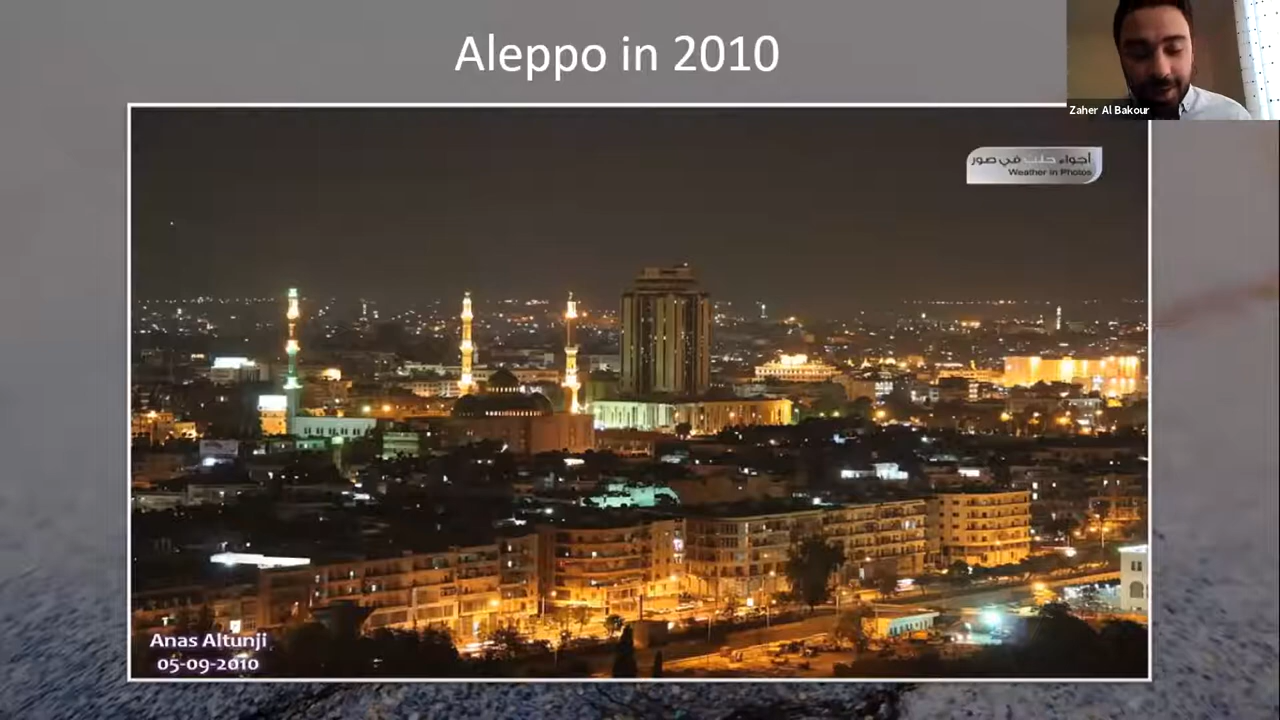 Aleppo in 2010
Zaher Al Bakour
أجواء حلب في صور
Weather in Photos
Anas Altunji
05-09-2010